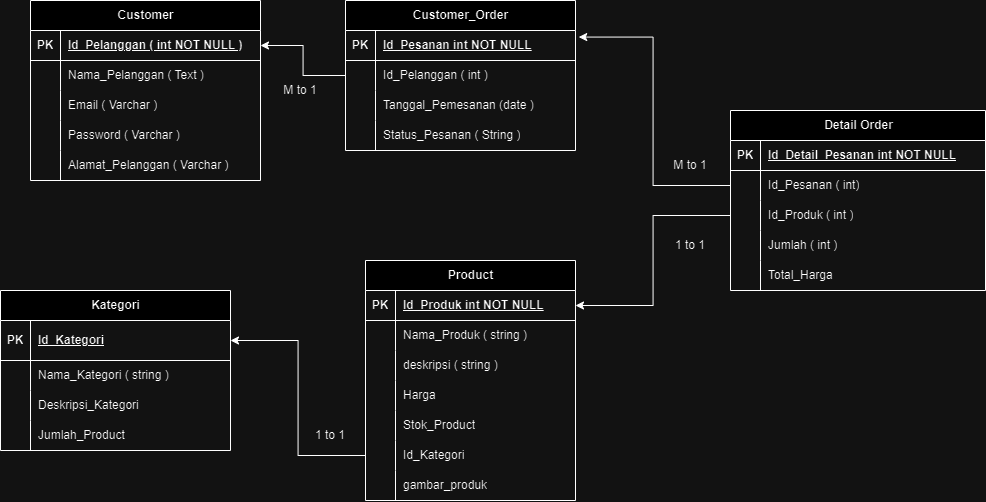 Customer
PK Id_Pelanggan ( int NOT NULL )
Nama_Pelanggan ( Text )
Email ( Varchar )
Password ( Varchar )
Alamat_Pelanggan ( Varchar )
M to 1
Customer_Order
PK Id_Pesanan int NOT NULL
Id_Pelanggan ( int )
Tanggal_Pemesanan (date )
Status_Pesanan ( String )
M to 1
Detail Order
PK Id_Detail_Pesanan int NOT NULL
Id_Pesanan ( int)
Id_Produk ( int )
Jumlah ( int )
Total_Harga
1 to 1
Product
PK Id_Produk int NOT NULL
Nama_Produk ( string )
deskripsi ( string )
Harga
Stok_Product
Id_Kategori
gambar_produk
Kategori
PK Id_Kategori
Nama_Kategori ( string )
Deskripsi_Kategori
Jumlah_Product
1 to 1